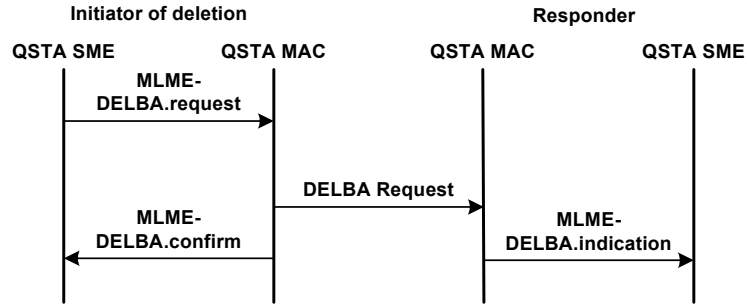 Initiator of deletion
Responder
QSTA SME
QSTA MAC
QSTA MAC
QSTA SME
MLME-
DELBA.request
DELBA Request
MLME-
DELBA.confirm
MLME-
DELBA.indication